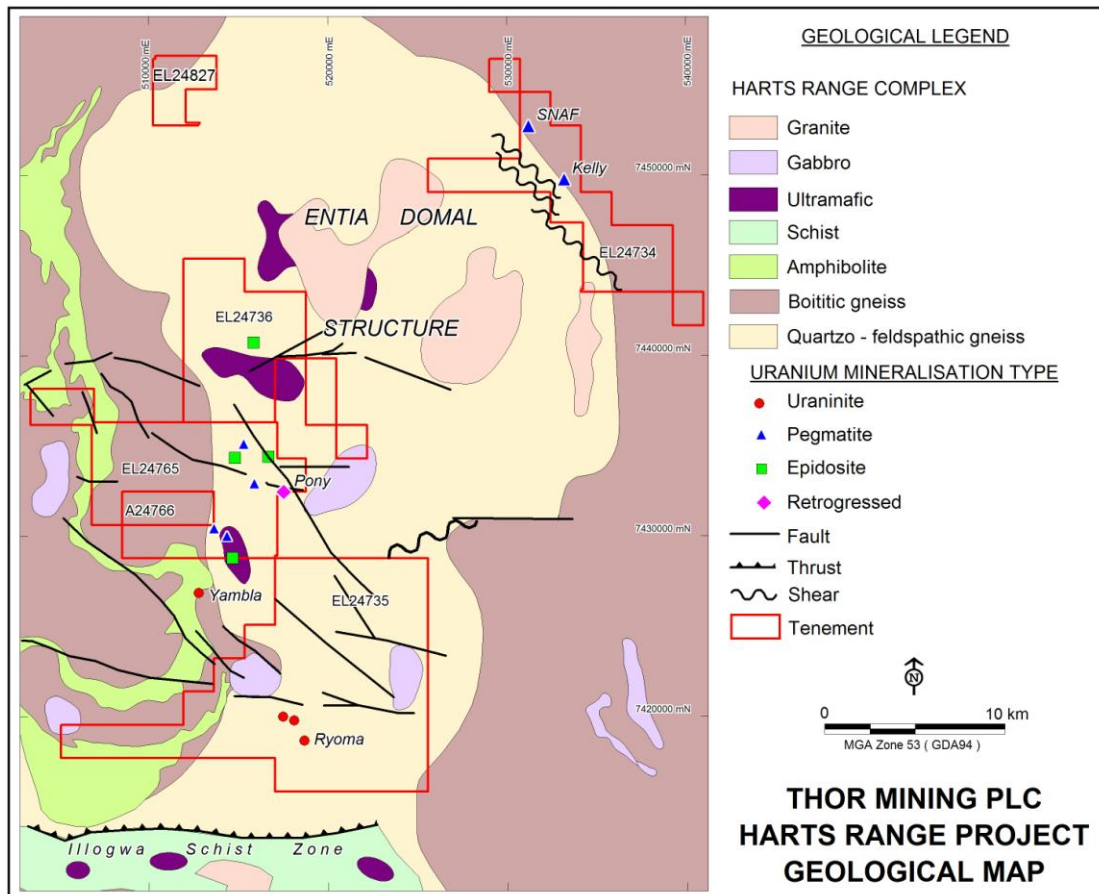 510000 mE
520000 mE
530000 mE
540000 mE
EL24827
SNAF
Kelly
7450000 mN
ENTIA DOMAL
EL24734
EL24736
STRUCTURE
7440000 mN
EL24765
Pony
A24766
7430000 mN
Yambla
EL24735
7420000 mN
Ryoma
Illogwa Schist Zone
GEOLOGICAL LEGEND
HARTS RANGE COMPLEX
Granite
Gabbro
Ultramafic
Schist
Amphibolite
Boititic gneiss
Quartzo - feldspathic gneiss
URANIUM MINERALISATION TYPE
Uraninite
Pegmatite
Epidosite
Retrogressed
Fault
Thrust
Shear
Tenement
N
0 10 km
MGA Zone 53 ( GDA94 )
THOR MINING PLC
HARTS RANGE PROJECT
GEOLOGICAL MAP